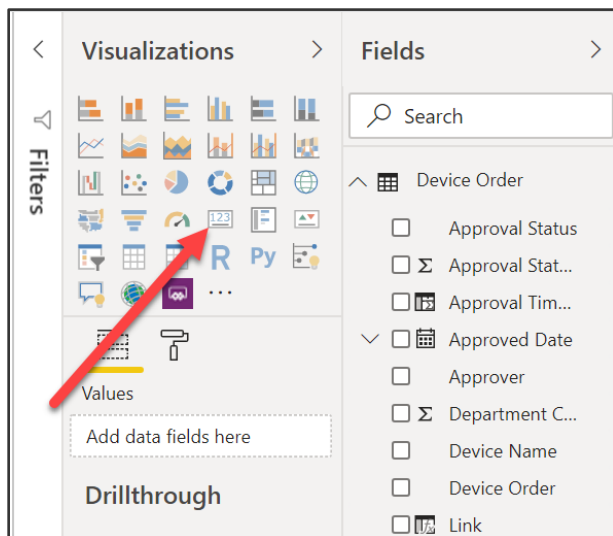 Visualizations
Fields
Filters
Search
123
R
Py
Device Order
Approval Status
Approval Stat...
Approval Tim...
Approved Date
Approver
Department C...
Device Name
Device Order
Link
Values
Add data fields here
Drillthrough